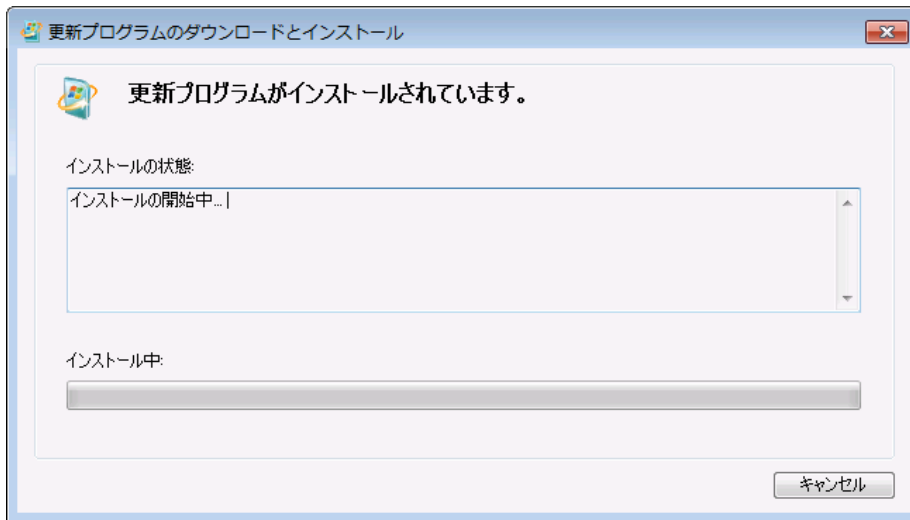 更新プログラムのダウンロードとインストール
更新プログラムがインストールされています。
インストールの状態:
インストールの開始中...
インストール中:
キャンセル